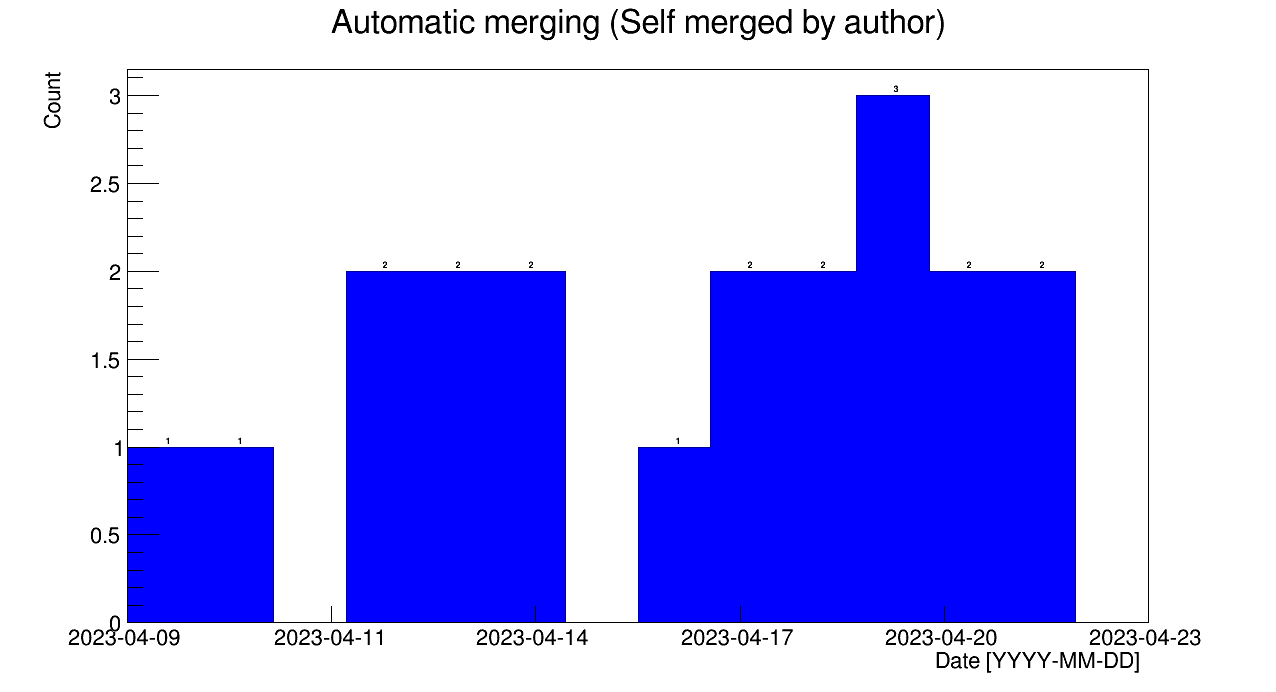 Automatic merging (Self merged by author)
Count
3
2.5
2
1.5
1
0.5
0
1 1 2 2 2 1 2 2 3 2 2
2023-04-09 2023-04-11 2023-04-14 2023-04-17 2023-04-20 2023-04-23
Date [YYYY-MM-DD]